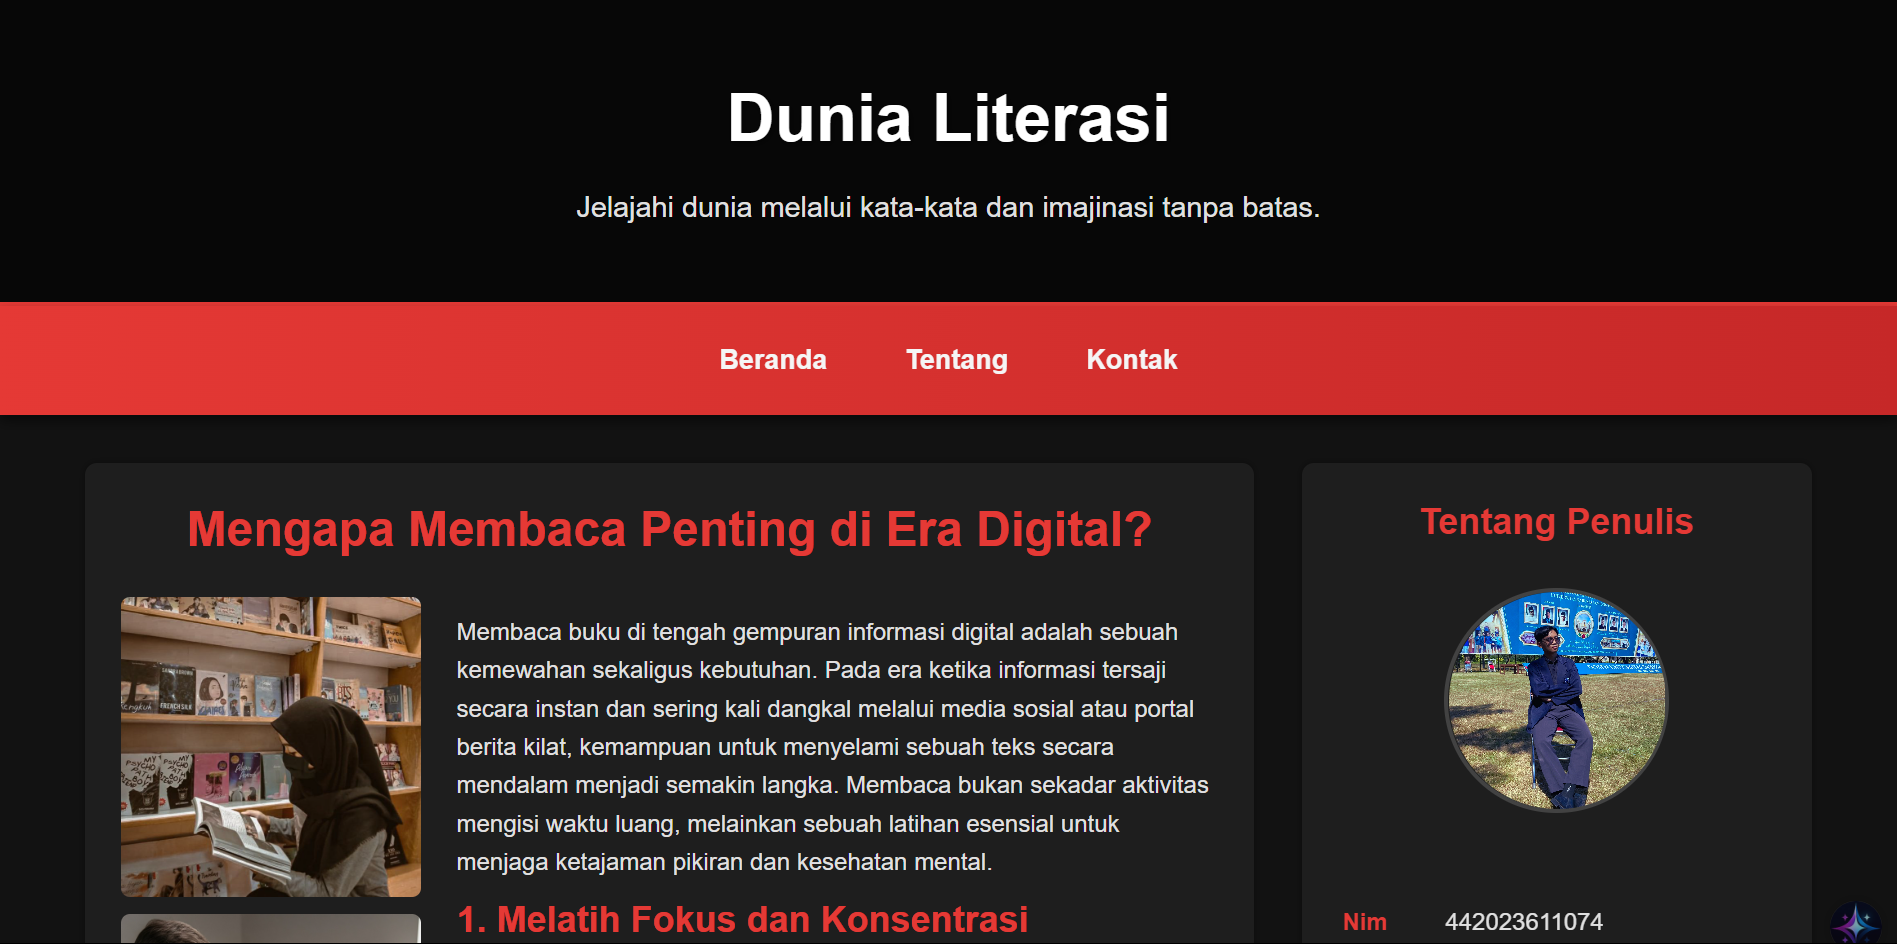 Dunia Literasi
Jelajahi dunia melalui kata-kata dan imajinasi tanpa batas.
Beranda
Tentang
Kontak
Mengapa Membaca Penting di Era Digital?
Membaca buku di tengah gempuran informasi digital adalah sebuah
kemewahan sekaligus kebutuhan. Pada era ketika informasi tersaji
secara instan dan sering kali dangkal melalui media sosial atau portal
berita kilat, kemampuan untuk menyelami sebuah teks secara
mendalam menjadi semakin langka. Membaca bukan sekadar aktivitas
mengisi waktu luang, melainkan sebuah latihan esensial untuk
menjaga ketajaman pikiran dan kesehatan mental.
1. Melatih Fokus dan Konsentrasi
Tentang Penulis
Nim 442023611074